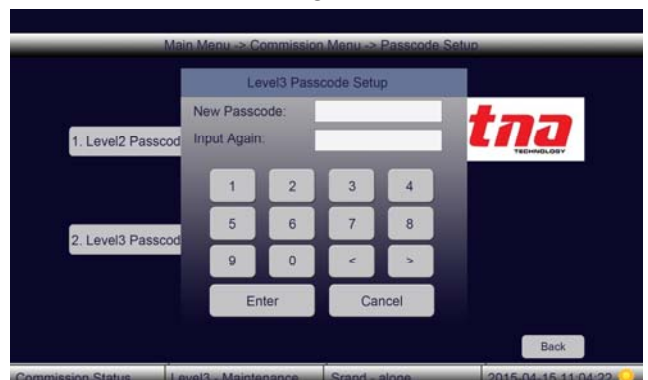 Main Menu -> Commission Menu -> Passcode Setup
Level3 Passcode Setup
New Passcode:
Input Again:
tna
TECHNOLOGY
1. Level2 Passcod
2. Level3 Passcod
1 2 3 4
5 6 7 8
9 0 < >
Enter Cancel
Back
Commission Status Level3 - Maintenance Srand - alone 2015-04-15 11:04:22